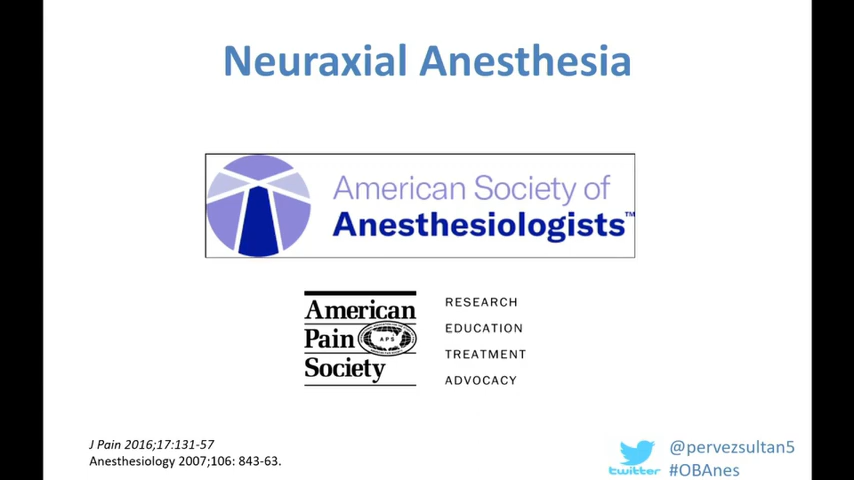 Neuraxial Anesthesia
American Society of
Anesthesiologists™
American
Pain
Society
APS
RESEARCH
EDUCATION
TREATMENT
ADVOCACY
J Pain 2016;17:131-57
Anesthesiology 2007;106: 843-63.
twitter
@pervezsultan5
#OBAnes